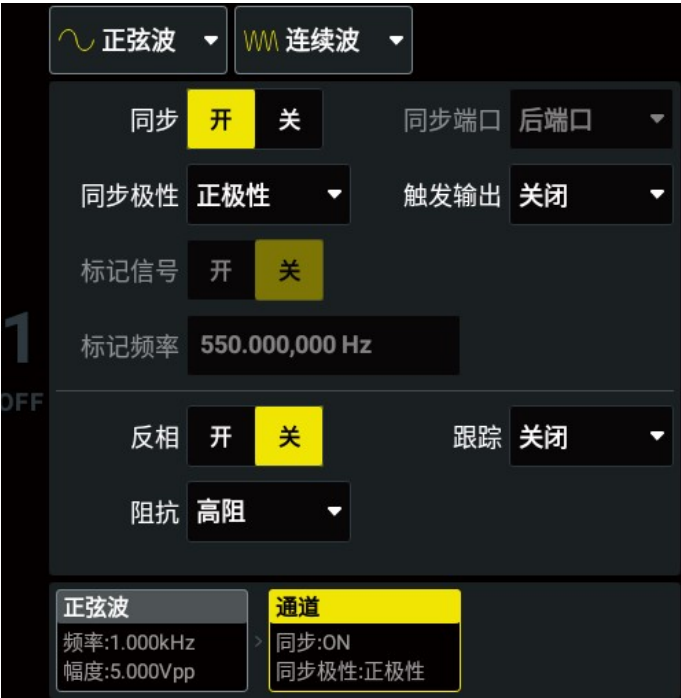 正弦波 连续波
同步 开 关 同步端口 后端口
同步极性 正极性 触发输出 关闭
标记信号 开 关
标记频率 550.000,000 Hz
1
OFF
反相 开 关 跟踪 关闭
阻抗 高阻
正弦波
频率:1.000kHz
幅度:5.000Vpp
通道
同步:ON
同步极性:正极性